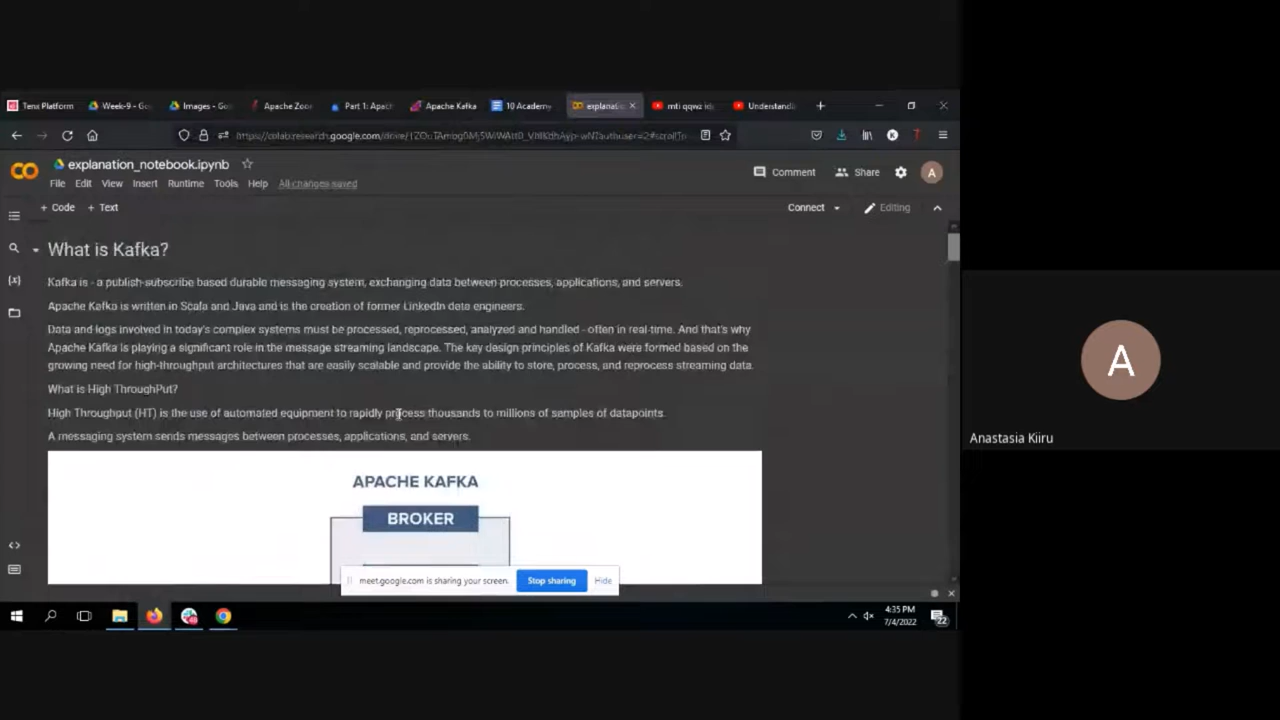 Tenx Platform
Week-9 - Go
Images - Go
Apache Zoo
Part 1: Apach
Apache Kafka
10 Academy
explanatio
mti qqwz id
Understandi
explanation_notebook.ipynb
Comment
Share
A
File Edit View Insert Runtime Tools Help All changes saved
+ Code + Text
Connect
Editing
What is Kafka?
Kafka is - a publish-subscribe based durable messaging system, exchanging data between processes, applications, and servers.
Apache Kafka is written in Scala and Java and is the creation of former LinkedIn data engineers.
Data and logs involved in today's complex systems must be processed, reprocessed, analyzed and handled - often in real-time. And that's why
Apache Kafka is playing a significant role in the message streaming landscape. The key design principles of Kafka were formed based on the
growing need for high-throughput architectures that are easily scalable and provide the ability to store, process, and reprocess streaming data.
What is High ThroughPut?
High Throughput (HT) is the use of automated equipment to rapidly process thousands to millions of samples of datapoints.
A messaging system sends messages between processes, applications, and servers.
APACHE KAFKA
BROKER
meet.google.com is sharing your screen.
Stop sharing
Hide
4:35 PM
7/4/2022
22
A
Anastasia Kiiru